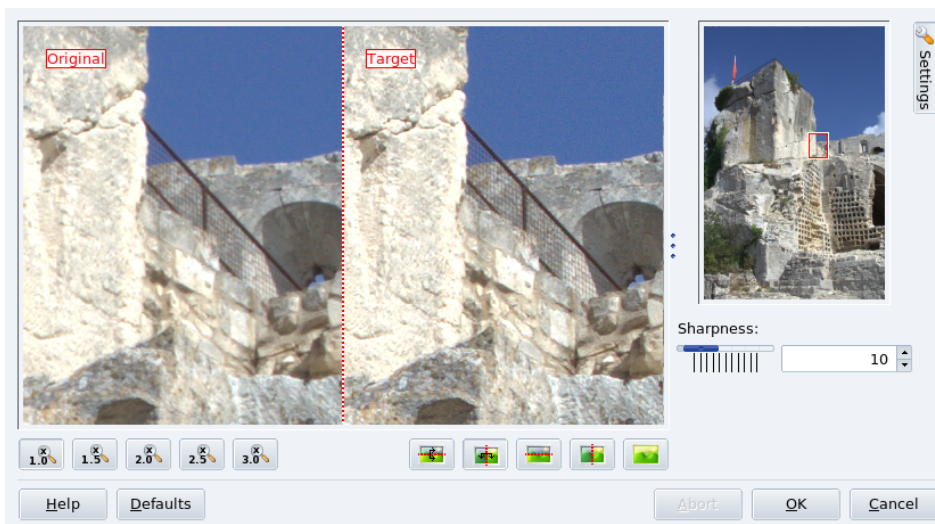 Original
Target
Settings
Sharpness:
10
1.0
1.5
2.0
2.5
3.0
Help
Defaults
Abort
OK
Cancel